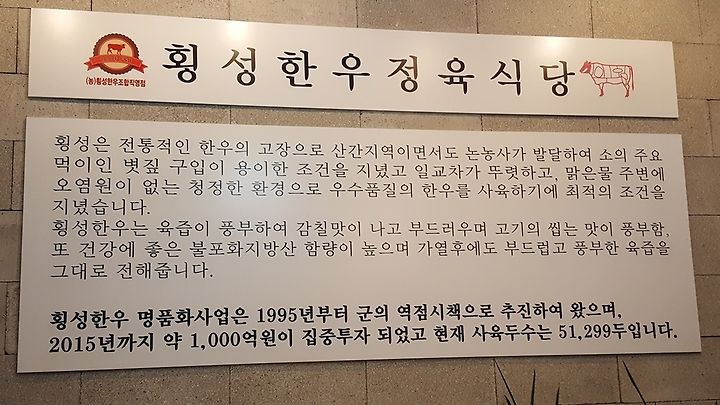 횡성한우정육식당
(농)횡성한우조합직영점
횡성은 전통적인 한우의 고장으로 산간지역이면서도 논농사가 발달하여 소의 주요
먹이인 볏짚 구입이 용이한 조건을 지녔고 일교차가 뚜렷하고, 맑은물 주변에
오염원이 없는 청정한 환경으로 우수품질의 한우를 사육하기에 최적의 조건을
지녔습니다.
횡성한우는 육즙이 풍부하여 감칠맛이 나고 부드러우며 고기의 씹는 맛이 풍부함,
또 건강에 좋은 불포화지방산 함량이 높으며 가열후에도 부드럽고 풍부한 육즙을
그대로 전해줍니다.
횡성한우 명품화사업은 1995년부터 군의 역점시책으로 추진하여 왔으며,
2015년까지 약 1,000억원이 집중투자 되었고 현재 사육두수는 51,299두입니다.